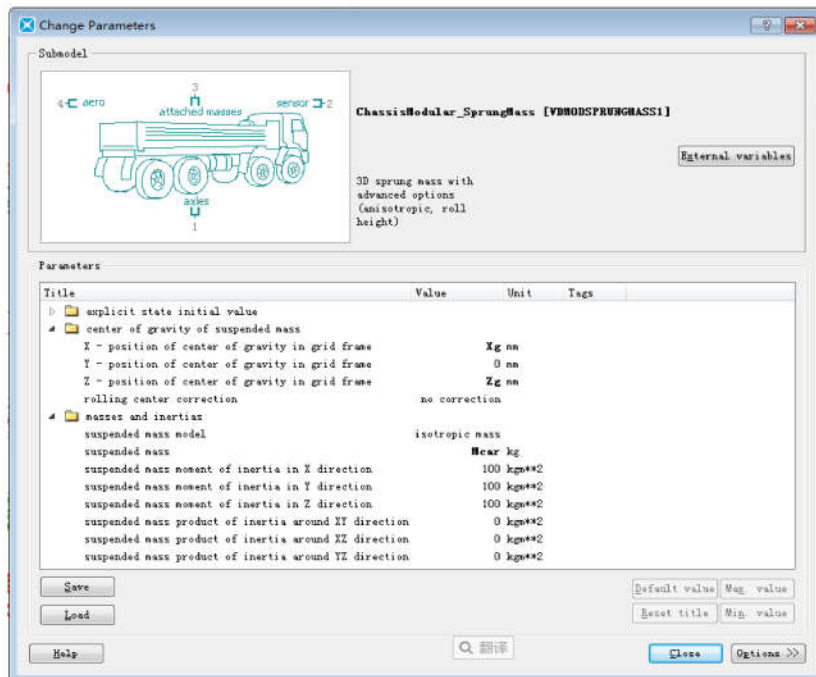 Change Parameters
Submodel
3
4 aero
attached masses
sensor 2
axles
1
ChassisModular_SprungMass [VDMODSPRUNGMASS1]
External variables
3D sprung mass with
advanced options
(anisotropic, roll
height)
Parameters
Title Value Unit Tags
explicit state initial value
center of gravity of suspended mass
X - position of center of gravity in grid frame Xg mm
Y - position of center of gravity in grid frame 0 mm
Z - position of center of gravity in grid frame Zg mm
rolling center correction no correction
masses and inertias
suspended mass model isotropic mass
suspended mass Mcar kg
suspended mass moment of inertia in X direction 100 kgm**2
suspended mass moment of inertia in Y direction 100 kgm**2
suspended mass moment of inertia in Z direction 100 kgm**2
suspended mass product of inertia around XY direction 0 kgm**2
suspended mass product of inertia around XZ direction 0 kgm**2
suspended mass product of inertia around YZ direction 0 kgm**2
Save
Default value Max. value
Load
Reset title Min. value
Help
翻译
Close
Options >>